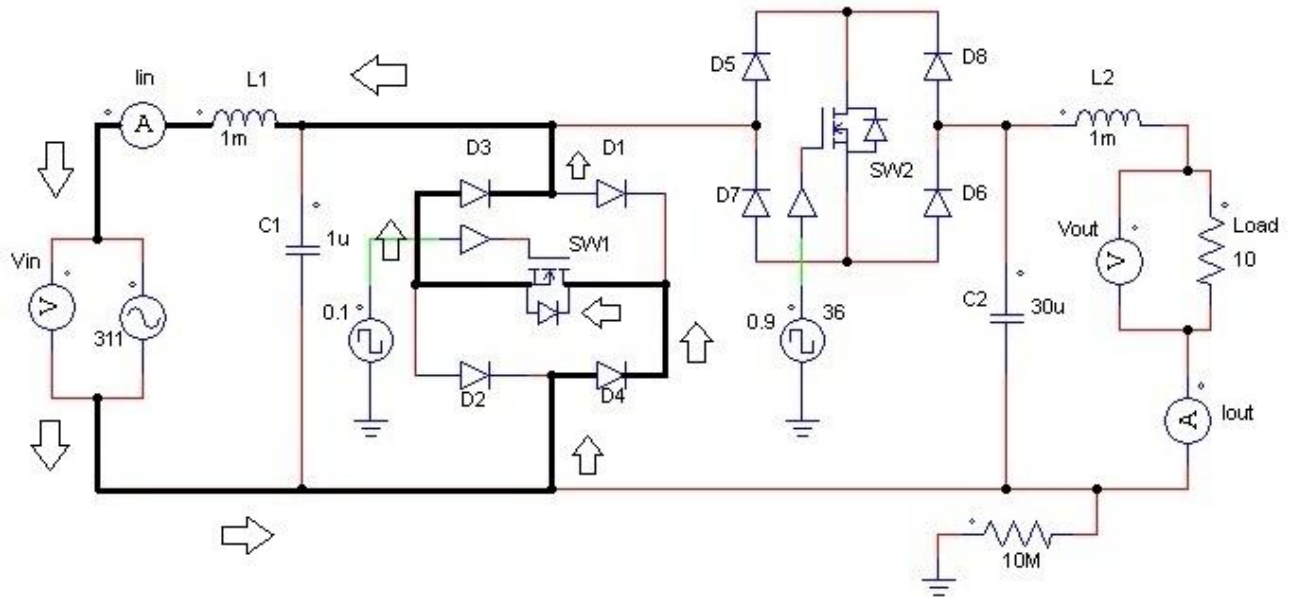 Iin
A
L1
1m
D3
D1
D5
D8
L2
1m
SW2
D7
D6
C1
1u
SW1
Vin
V
311
0.1
0.9
36
D2
D4
C2
30u
Vout
V
Load
10
A
Iout
10M